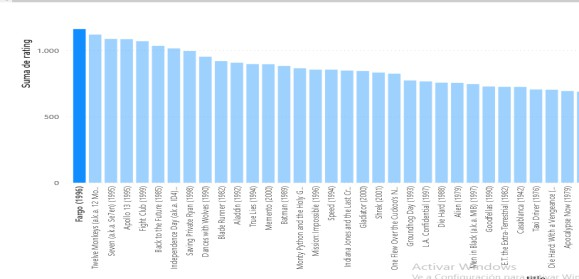 Suma de rating
1.000
500
0
Fargo (1996)
Twelve Monkeys (a.k.a. 12 Mo...
Seven (a.k.a. Se7en) (1995)
Apollo 13 (1995)
Fight Club (1999)
Back to the Future (1985)
Independence Day (a.k.a. ID4)...
Saving Private Ryan (1998)
Dances with Wolves (1990)
Blade Runner (1982)
Aladdin (1992)
True Lies (1994)
Memento (2000)
Batman (1989)
Monty Python and the Holy G...
Mission: Impossible (1996)
Speed (1994)
Indiana Jones and the Last Cr...
Gladiator (2000)
Shrek (2001)
One Flew Over the Cuckoo's N...
Groundhog Day (1993)
L.A. Confidential (1997)
Die Hard (1988)
Alien (1979)
Men in Black (a.k.a. MIB) (1997)
Goodfellas (1990)
E.T. the Extra-Terrestrial (1982)
Casablanca (1942)
Taxi Driver (1976)
Die Hard: With a Vengeance (...
Apocalypse Now (1979)
Activar Windows
Ve a Configuración para activar Win